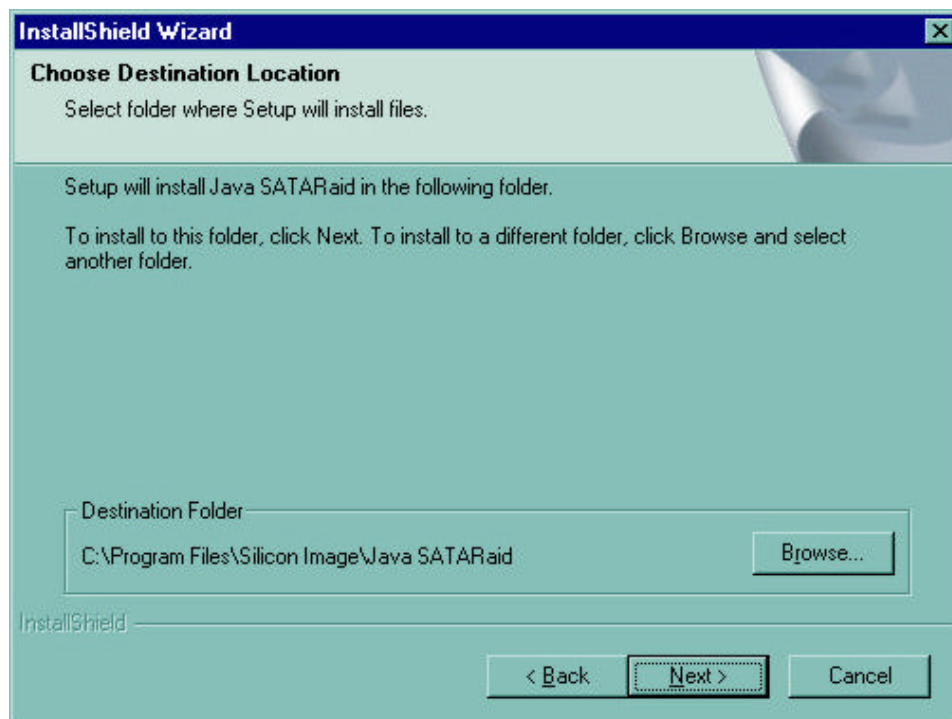 InstallShield Wizard
Choose Destination Location
Select folder where Setup will install files.
Setup will install Java SATARaid in the following folder.
To install to this folder, click Next. To install to a different folder, click Browse and select
another folder.
Destination Folder
C:\Program Files\Silicon Image\Java SATARaid
Browse...
InstallShield
< Back
Next >
Cancel